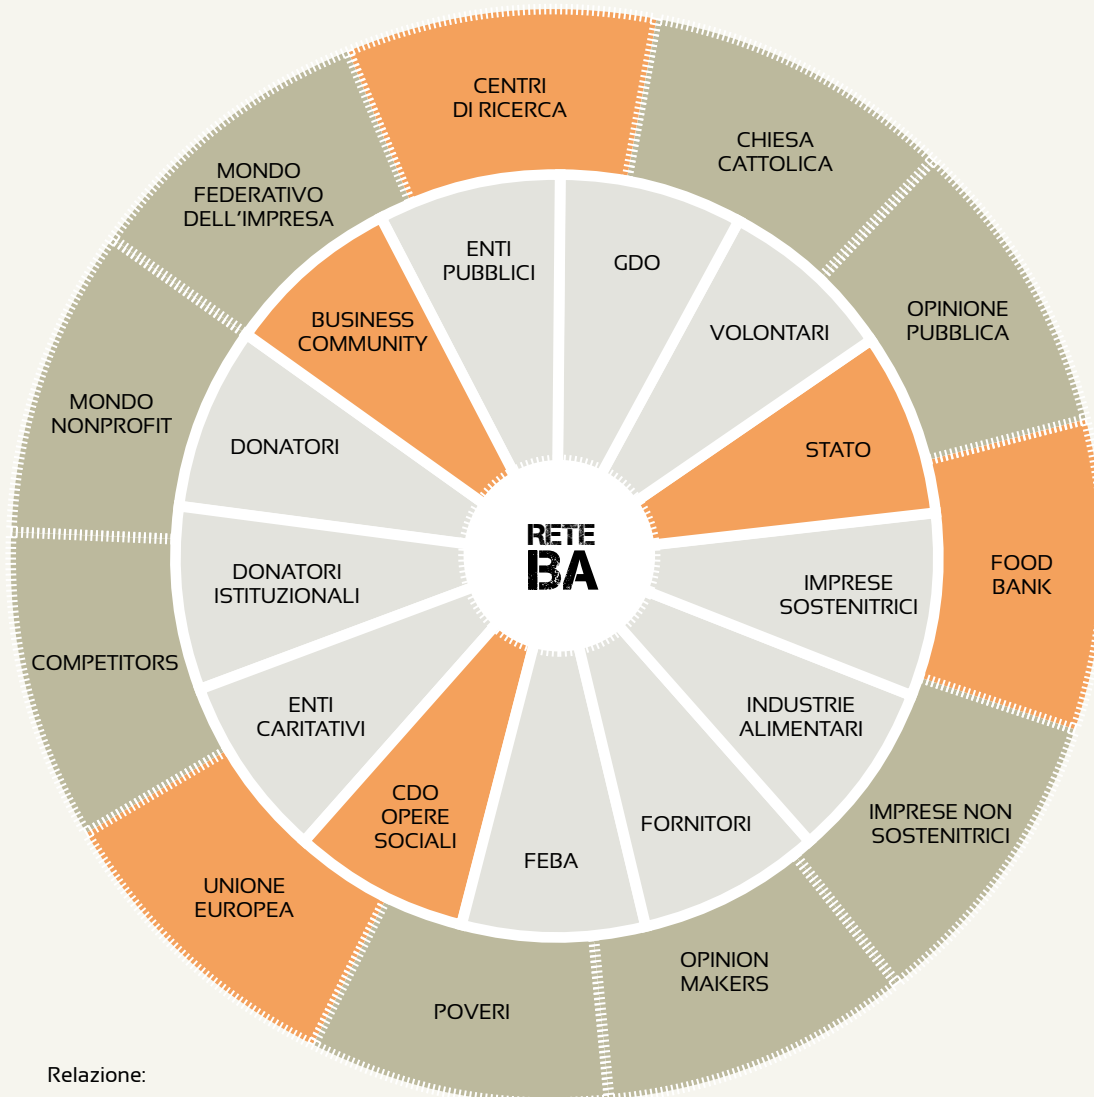 CENTRI
DI RICERCA
CHIESA
CATTOLICA
OPINIONE
PUBBLICA
FOOD
BANK
IMPRESE NON
SOSTENITRICI
OPINION
MAKERS
POVERI
UNIONE
EUROPEA
COMPETITORS
MONDO
NONPROFIT
MONDO
FEDERATIVO
DELL'IMPRESA
ENTI
PUBBLICI
GDO
VOLONTARI
STATO
IMPRESE
SOSTENITRICI
INDUSTRIE
ALIMENTARI
FORNITORI
FEBA
CDO
OPERE
SOCIALI
ENTI
CARITATIVI
DONATORI
ISTITUZIONALI
DONATORI
BUSINESS
COMMUNITY
RETE
BA
Relazione: